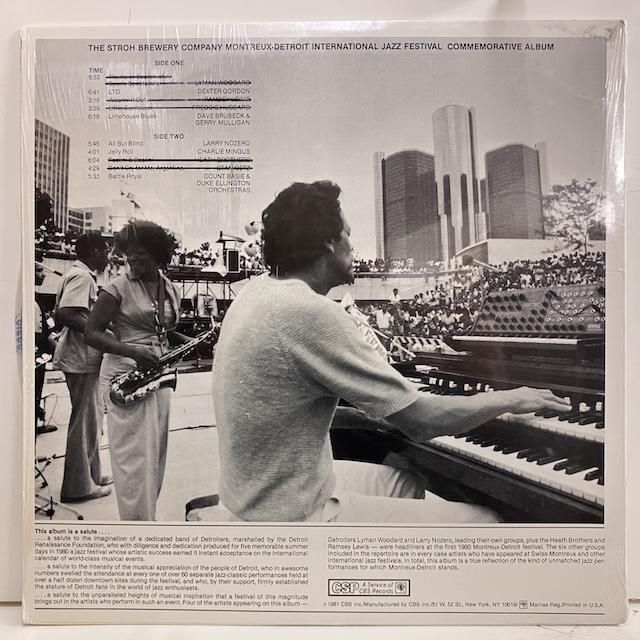 THE STROH BREWERY COMPANY MONTREUX-DETROIT INTERNATIONAL JAZZ FESTIVAL COMMEMORATIVE ALBUM
SIDE ONE
TIME
6:33 LYMAN WOODARD
6:41 LTD DEXTER GORDON
3:18 RAMSEY LEWIS
3:39 FREDDIE HUBBARD
6:18 Limehouse Blues DAVE BRUBECK &
GERRY MULLIGAN
SIDE TWO
5:48 All But Blind LARRY NOZERO
4:01 Jelly Roll CHARLIE MINGUS
6:04 HEATH BROTHERS
4:29
5:33 Battle Royal COUNT BASIE &
DUKE ELLINGTON
ORCHESTRAS
This album is a salute....
....a salute to the imagination of a dedicated band of Detroiters, marshalled by the Detroit
Renaissance Foundation, who with diligence and dedication produced for five memorable summer
days in 1980 a jazz festival whose artistic success earned it instant acceptance on the international
calendar of world-class musical events.
....a salute to the intensity of the musical appreciation of the people of Detroit, who in awesome
numbers swelled the attendance at every one of over 60 separate jazz-classic performances held at
over a half dozen downtown sites during the festival, and who, by their support, firmly established
the stature of Detroit fans in the world of jazz enthusiasts.
....a salute to the unparalleled heights of musical inspiration that a festival of this magnitude
brings out in the artists who perform in such an event. Four of the artists appearing on this album —
Detroiters Lyman Woodard and Larry Nozero, leading their own groups, plus the Heath Brothers and
Ramsey Lewis — were headliners at the first 1980 Montreux-Detroit festival. The six other groups
included in the repertoire are in every case artists who have appeared at Swiss-Montreux and other
international jazz festivals, in total, this album is a true reflection of the kind of unmatched jazz per-
formances for which Montreux-Detroit stands.
CSP A Service of
CBS Records
© 1981 CBS Inc./Manufactured by CBS Inc./51 W. 52 St., New York, NY 10019/ Marcas Reg./Printed in U.S.A.